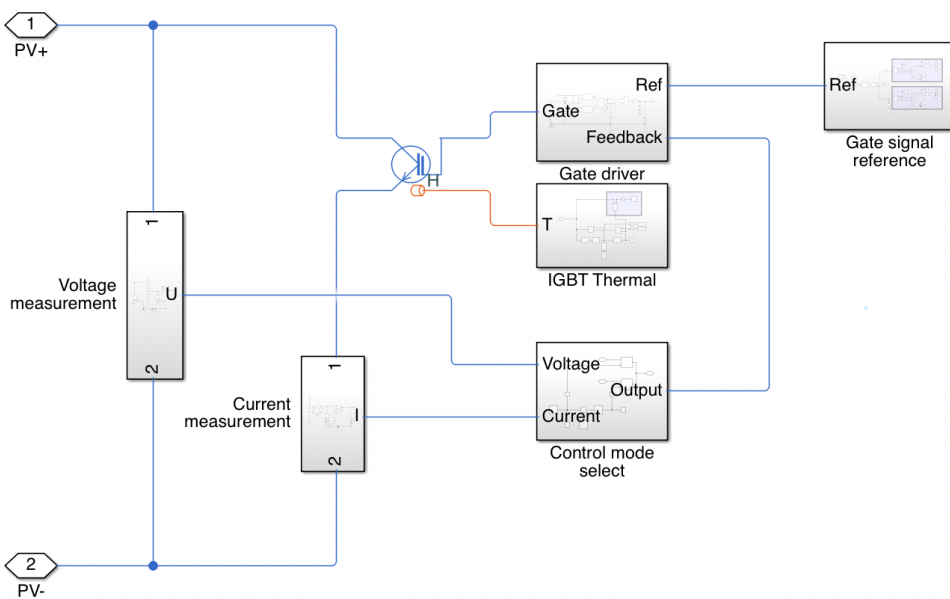 1
PV+
Ref
Gate
Feedback
Gate driver
Ref
Gate signal
reference
H
T
IGBT Thermal
1
Voltage
measurement
U
2
1
Current
measurement
I
2
Voltage
Output
Current
Control mode
select
2
PV-